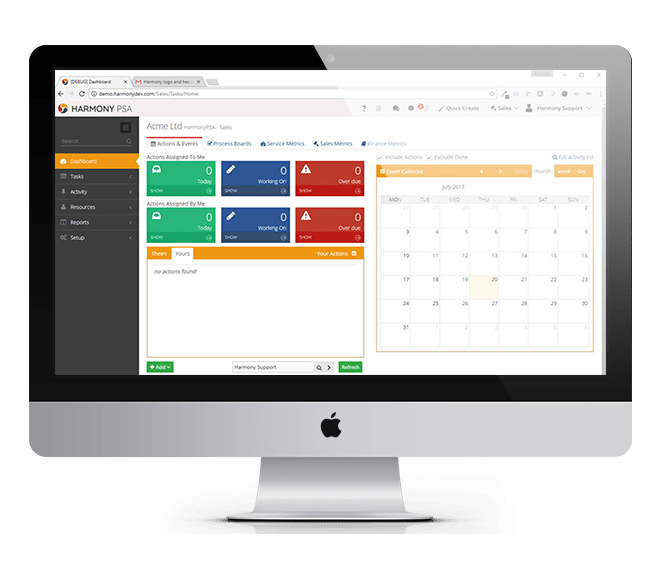 [DEBUG] Dashboard
Harmony logo and hex
demo.harmonydev.com/Sales/Tasks/Home
HARMONY PSA
? Quick Create Sales Harmony Support
Search...
Acme Ltd HarmonyPSA - Sales
Actions & Events Process Boards Service Metrics Sales Metrics Finance Metrics
Dashboard
Tasks
Activity
Resources
Reports
Setup
Actions Assigned To Me
0 Today SHOW
0 Working On SHOW
0 Over due SHOW
Actions Assigned By Me
0 Today SHOW
0 Working On SHOW
0 Over due SHOW
Theirs Yours Your Actions
no actions found
+ Add Harmony Support Refresh
Include Actions Exclude Done full activity list
Event Calendar today month week day
July 2017
MON TUE WED THU FRI SAT SUN
1 2
3 4 5 6 7 8 9
10 11 12 13 14 15 16
17 18 19 20 21 22 23
24 25 26 27 28 29 30
31 1 2 3 4 5 6